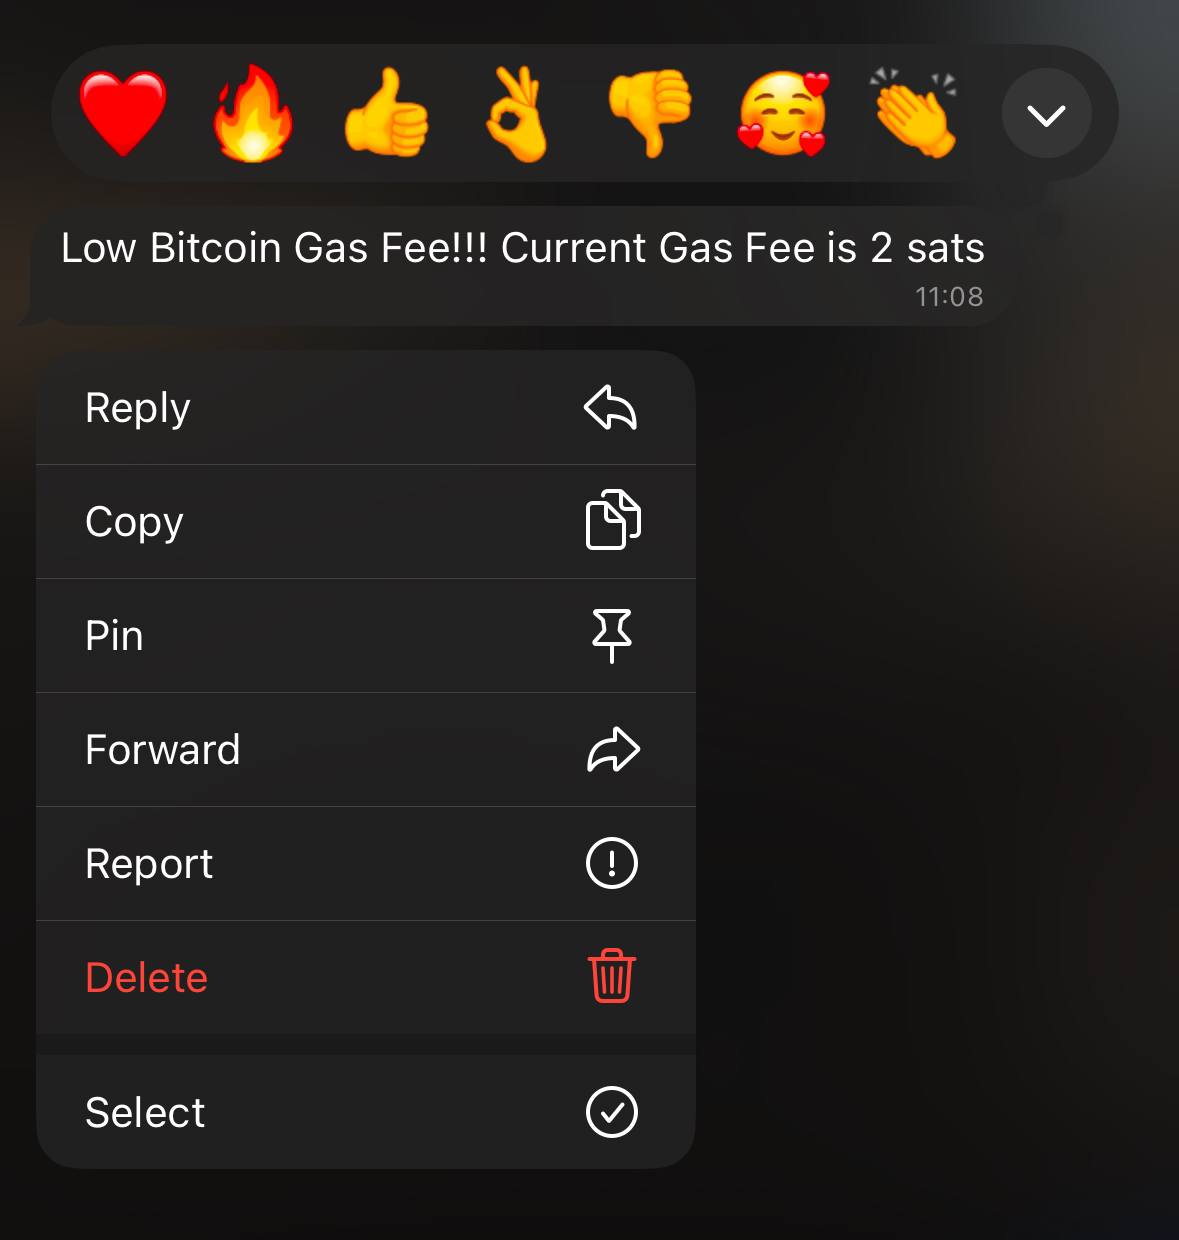 Low Bitcoin Gas Fee!!! Current Gas Fee is 2 sats
11:08
Reply
Copy
Pin
Forward
Report
Delete
Select